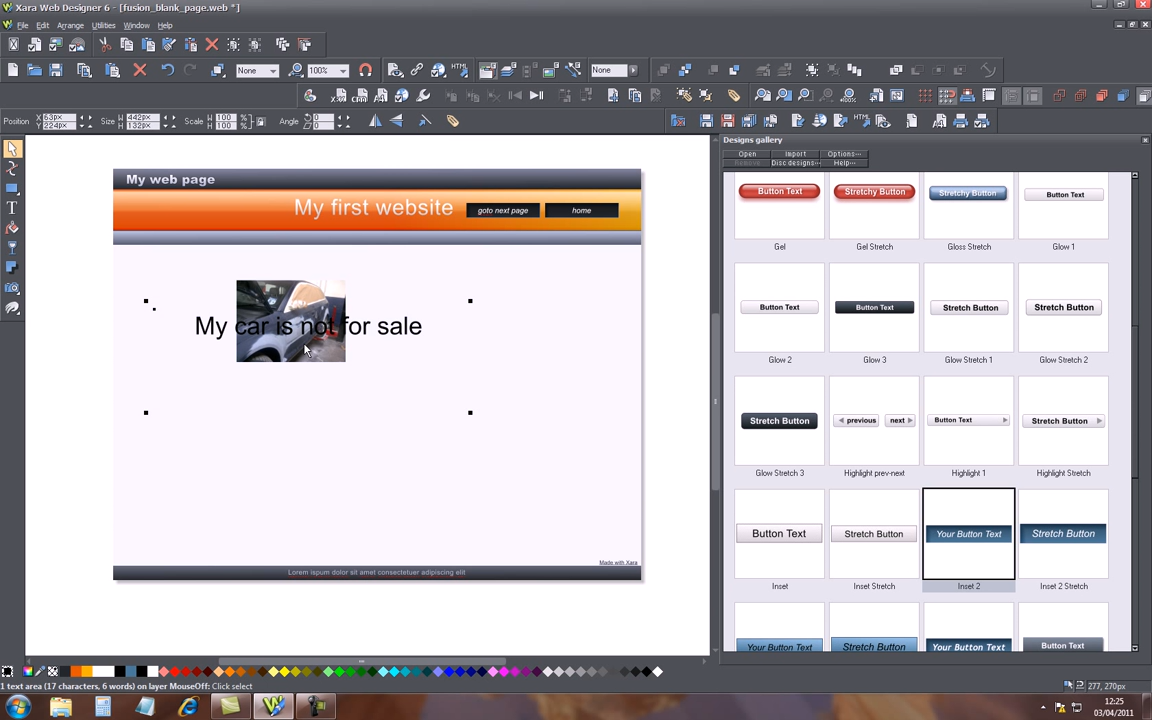 Xara Web Designer 6 - [fusion_blank_page.web *]
File Edit Arrange Utilities Window Help
None 100% None
Position X 63px Y 224px Size W 442px H 132px Scale W 100 H 100 % Angle 0 0
Designs gallery
Open Import Options...
Remove Disc designs... Help...
My web page
My first website goto next page home
My car is not for sale
Made with Xara
Lorem ispum dolor sit amet consectetuer adipiscing elit
Button Text Stretchy Button Stretchy Button Button Text
Gel Gel Stretch Gloss Stretch Glow 1
Button Text Button Text Stretch Button Stretch Button
Glow 2 Glow 3 Glow Stretch 1 Glow Stretch 2
Stretch Button previous next Button Text Stretch Button
Glow Stretch 3 Highlight prev-next Highlight 1 Highlight Stretch
Button Text Stretch Button Your Button Text Stretch Button
Inset Inset Stretch Inset 2 Inset 2 Stretch
Your Button Text Stretch Button Your Button Text Button Text
1 text area (17 characters, 6 words) on layer MouseOff: Click select
277, 270px
12:25
03/04/2011